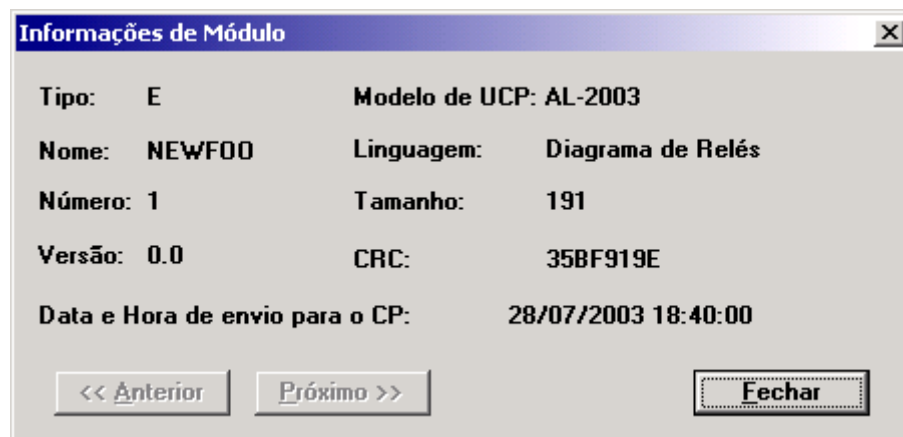 Informações de Módulo
Tipo: E Modelo de UCP: AL-2003
Nome: NEWFOO Linguagem: Diagrama de Relés
Número: 1 Tamanho: 191
Versão: 0.0 CRC: 35BF919E
Data e Hora de envio para o CP: 28/07/2003 18:40:00
<< Anterior Próximo >> Fechar